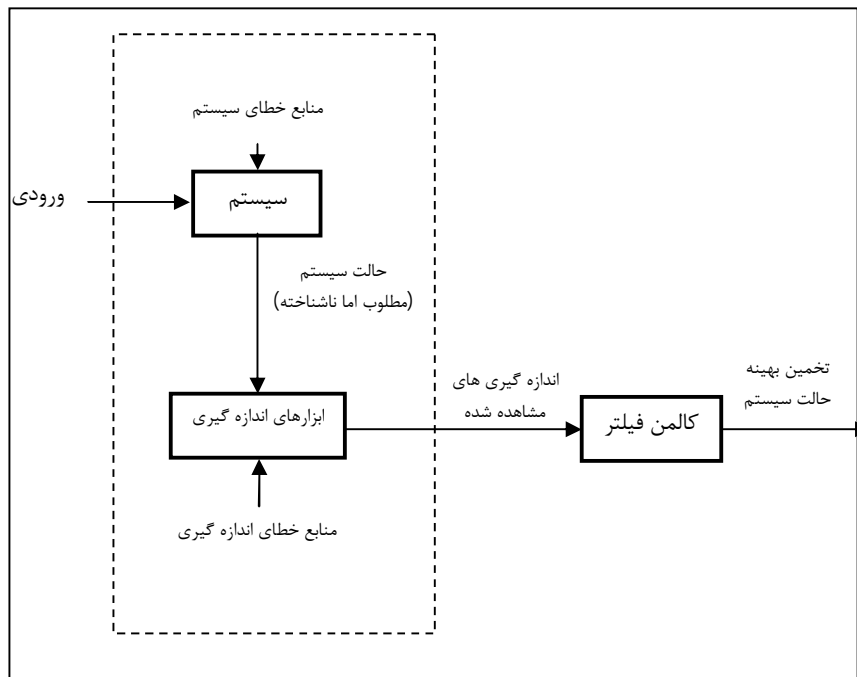 منابع خطای سیستم
ورودی
سیستم
حالت سیستم
(مطلوب اما ناشناخته)
ابزارهای اندازه گیری
منابع خطای اندازه گیری
اندازه گیری های
مشاهده شده
کالمن فیلتر
تخمین بهینه
حالت سیستم